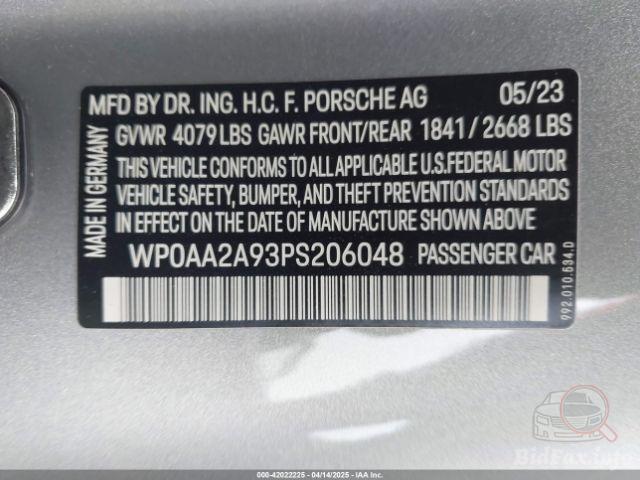 MFD BY DR. ING. H.C. F. PORSCHE AG 05/23
GVWR 4079 LBS GAWR FRONT/REAR 1841 / 2668 LBS
THIS VEHICLE CONFORMS TO ALL APPLICABLE U.S.FEDERAL MOTOR
VEHICLE SAFETY, BUMPER, AND THEFT PREVENTION STANDARDS
IN EFFECT ON THE DATE OF MANUFACTURE SHOWN ABOVE
WP0AA2A93PS206048 PASSENGER CAR
MADE IN GERMANY
992.010.534.D
BidFax.info
000-42022225 - 04/14/2025 - IAA Inc.